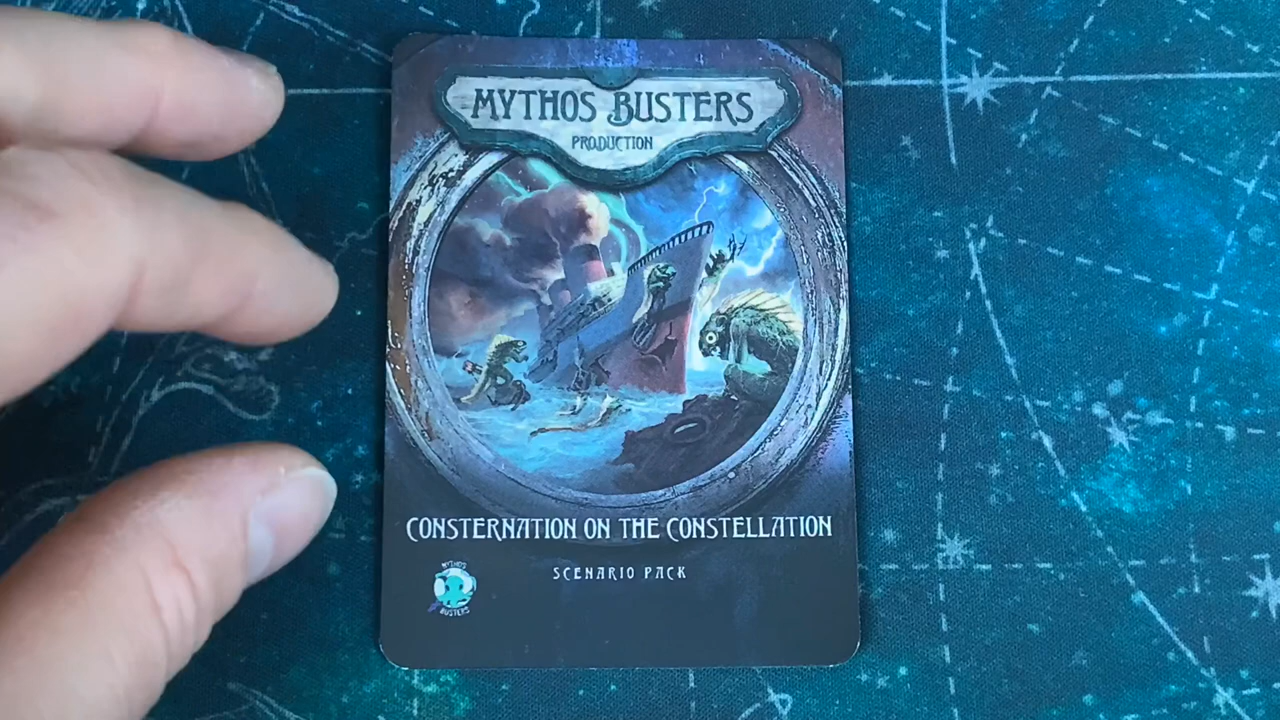 MYTHOS BUSTERS
PRODUCTION
CONSTERNATION ON THE CONSTELLATION
SCENARIO PACK
MYTHOS
BUSTERS